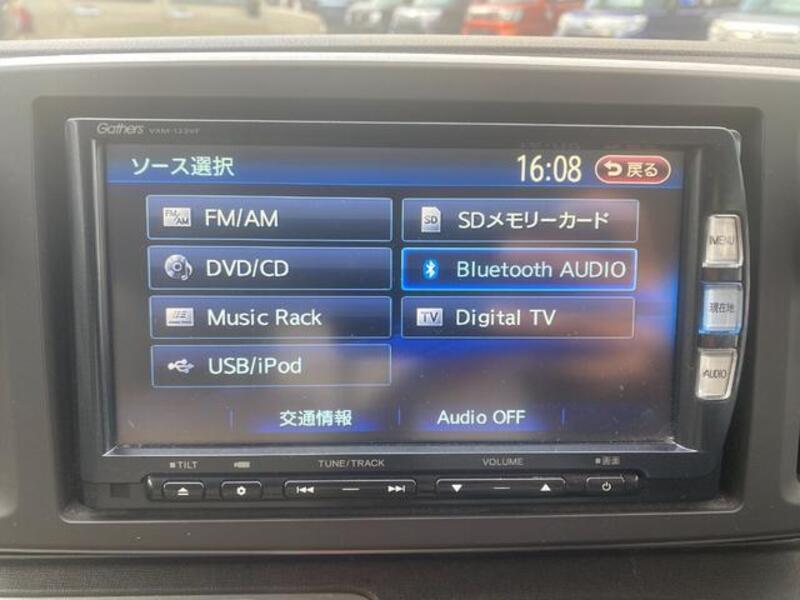 Gathers VXM-122VF
ソース選択 16:08 戻る
FM/AM SDメモリーカード
DVD/CD Bluetooth AUDIO
Music Rack Digital TV
USB/iPod
交通情報 Audio OFF
MENU
現在地
AUDIO
TILT TUNE/TRACK VOLUME 画面